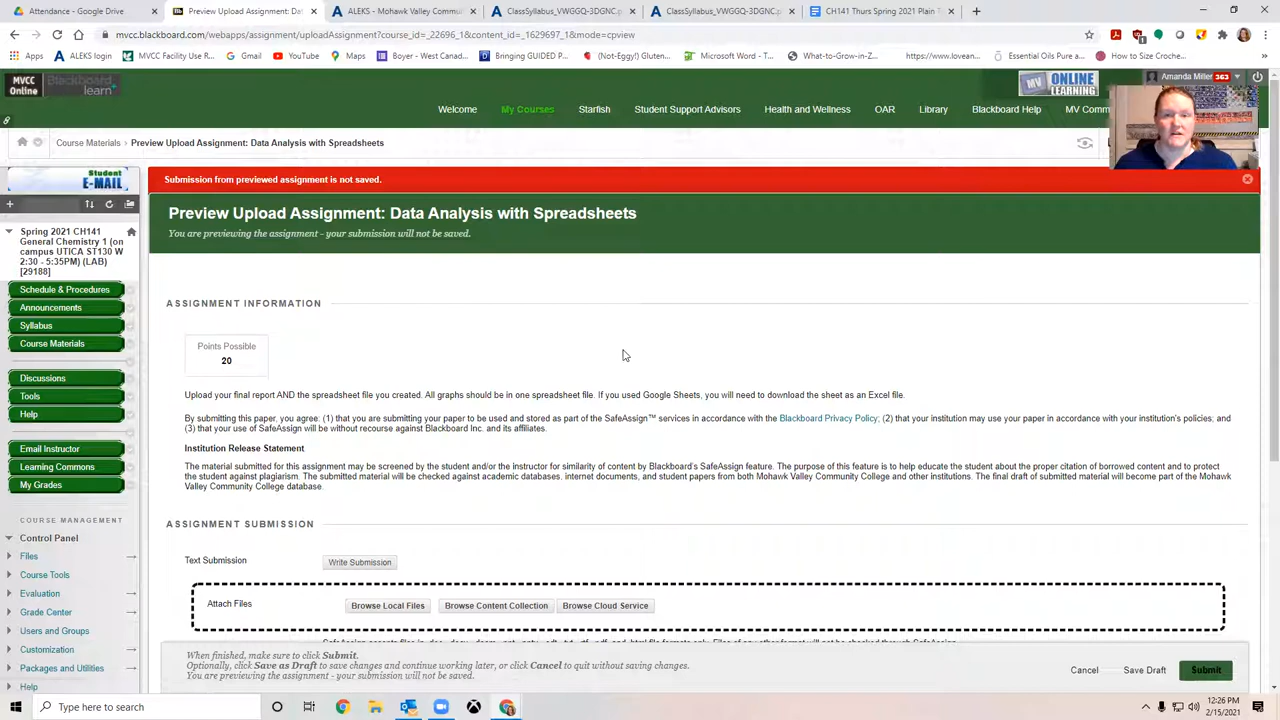 Attendance - Google Drive
Preview Upload Assignment: Dat
ALEKS - Mohawk Valley Commun
ClassSyllabus_VWGGQ-3DGNC.p
ClassSyllabus_VWGGQ-3DGNC.p
CH141 Thurs Spring 2021 Plain T
mvcc.blackboard.com/webapps/assignment/uploadAssignment?course_id=_22696_1&content_id=_1629697_1&mode=cpview
Apps
ALEKS login
MVCC Facility Use R...
Gmail
YouTube
Maps
Boyer - West Canad...
Bringing GUIDED P...
(Not-Eggy!) Gluten...
Microsoft Word - T...
What-to-Grow-in-Z...
https://www.lovean...
Essential Oils Pure a...
How to Size Croche...
MVCC Online
Blackboard learn+
MV ONLINE LEARNING
Amanda Miller 363
Welcome
My Courses
Starfish
Student Support Advisors
Health and Wellness
OAR
Library
Blackboard Help
MV Comm
Course Materials
Preview Upload Assignment: Data Analysis with Spreadsheets
Student E-MAIL
Submission from previewed assignment is not saved.
Preview Upload Assignment: Data Analysis with Spreadsheets
You are previewing the assignment - your submission will not be saved.
Spring 2021 CH141
General Chemistry 1 (on
campus UTICA ST130 W
2:30 - 5:35PM) (LAB)
[29188]
Schedule & Procedures
Announcements
Syllabus
Course Materials
Discussions
Tools
Help
Email Instructor
Learning Commons
My Grades
COURSE MANAGEMENT
Control Panel
Files
Course Tools
Evaluation
Grade Center
Users and Groups
Customization
Packages and Utilities
Help
ASSIGNMENT INFORMATION
Points Possible
20
Upload your final report AND the spreadsheet file you created. All graphs should be in one spreadsheet file. If you used Google Sheets, you will need to download the sheet as an Excel file.
By submitting this paper, you agree: (1) that you are submitting your paper to be used and stored as part of the SafeAssign™ services in accordance with the Blackboard Privacy Policy; (2) that your institution may use your paper in accordance with your institution's policies; and
(3) that your use of SafeAssign will be without recourse against Blackboard Inc. and its affiliates.
Institution Release Statement
The material submitted for this assignment may be screened by the student and/or the instructor for similarity of content by Blackboard's SafeAssign feature. The purpose of this feature is to help educate the student about the proper citation of borrowed content and to protect
the student against plagiarism. The submitted material will be checked against academic databases. internet documents, and student papers from both Mohawk Valley Community College and other institutions. The final draft of submitted material will become part of the Mohawk
Valley Community College database.
ASSIGNMENT SUBMISSION
Text Submission
Write Submission
Attach Files
Browse Local Files
Browse Content Collection
Browse Cloud Service
When finished, make sure to click Submit.
Optionally, click Save as Draft to save changes and continue working later, or click Cancel to quit without saving changes.
You are previewing the assignment - your submission will not be saved.
Cancel
Save Draft
Submit
Type here to search
12:26 PM
2/15/2021